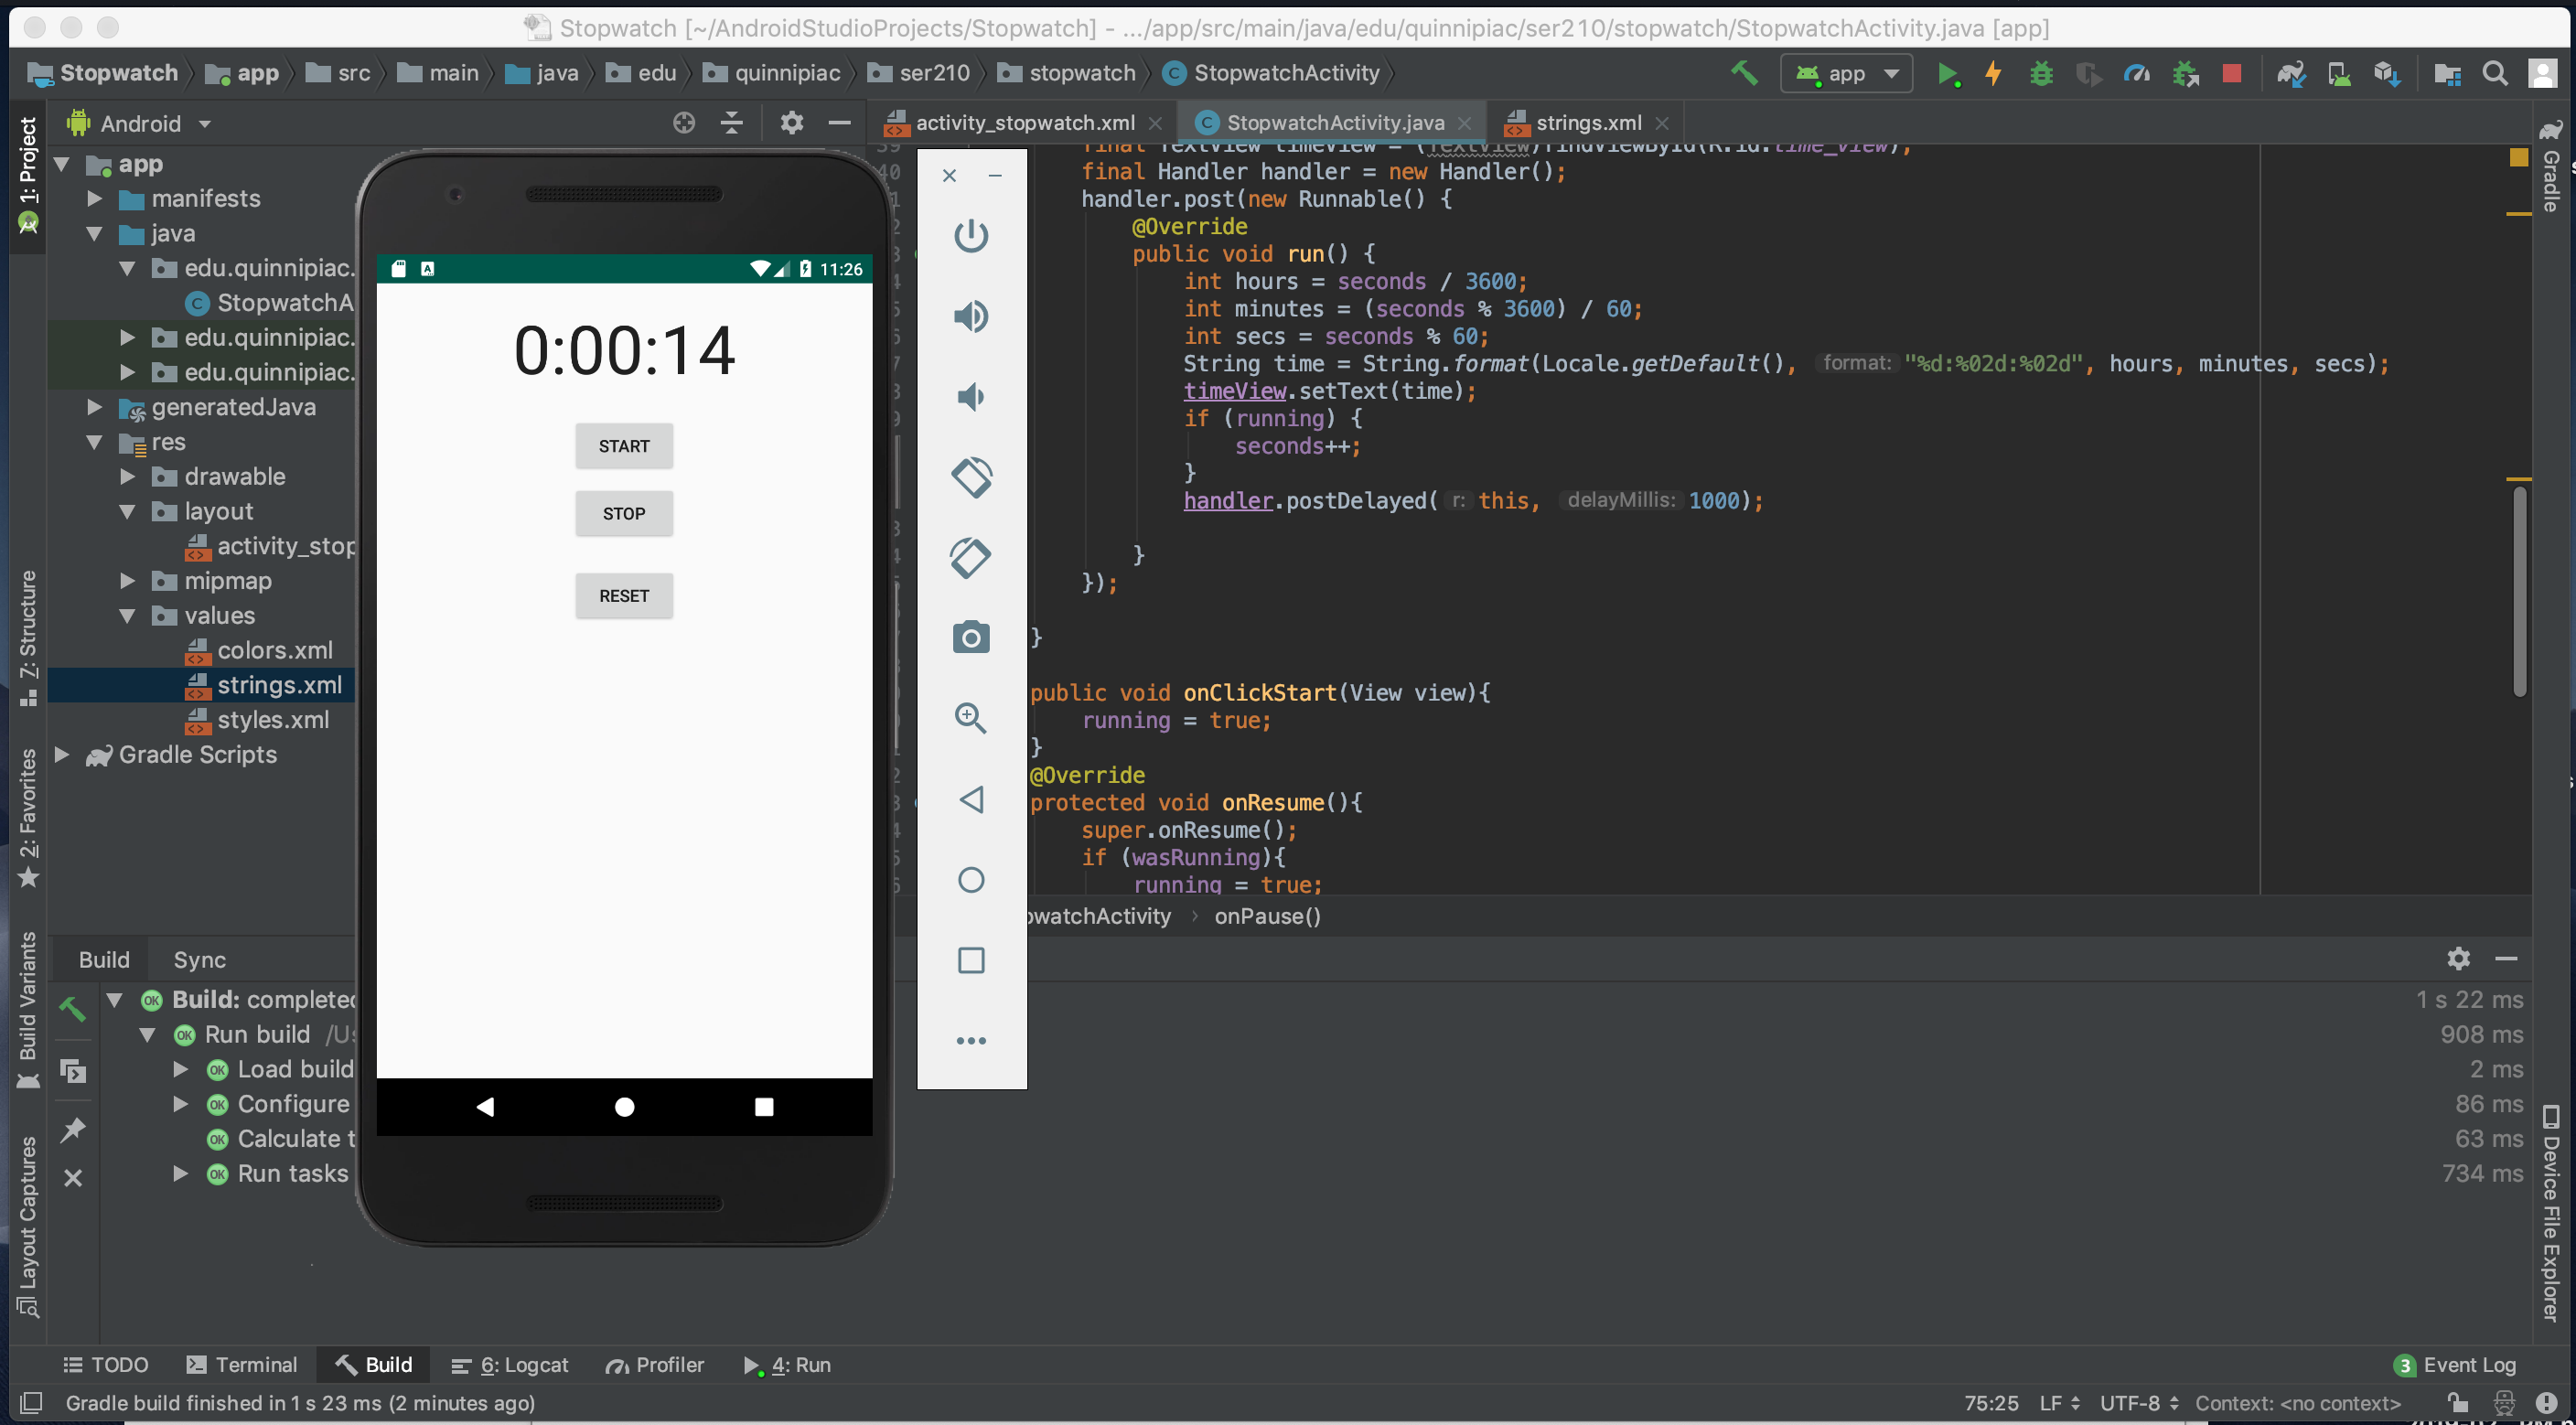 Stopwatch [~/AndroidStudioProjects/Stopwatch] - .../app/src/main/java/edu/quinnipiac/ser210/stopwatch/StopwatchActivity.java [app]
Stopwatch app src main java edu quinnipiac ser210 stopwatch StopwatchActivity app
Android
activity_stopwatch.xml StopwatchActivity.java strings.xml
1: Project
Z: Structure
2: Favorites
Build Variants
Layout Captures
app
manifests
java
edu.quinnipiac.
StopwatchA
edu.quinnipiac.
edu.quinnipiac.
generatedJava
res
drawable
layout
activity_stop
mipmap
values
colors.xml
strings.xml
styles.xml
Gradle Scripts
11:26
0:00:14
START
STOP
RESET
final TextView timeView = (TextView)findViewById(R.id.time_view);
40 final Handler handler = new Handler();
handler.post(new Runnable() {
@Override
public void run() {
int hours = seconds / 3600;
int minutes = (seconds % 3600) / 60;
int secs = seconds % 60;
String time = String.format(Locale.getDefault(), format: "%d:%02d:%02d", hours, minutes, secs);
timeView.setText(time);
if (running) {
seconds++;
}
handler.postDelayed( r: this, delayMillis: 1000);
}
});
}
public void onClickStart(View view){
running = true;
}
@Override
protected void onResume(){
super.onResume();
if (wasRunning){
running = true;
pwatchActivity › onPause()
Gradle
Device File Explorer
Build Sync
Build: completed 1 s 22 ms
Run build /Us 908 ms
Load build 2 ms
Configure 86 ms
Calculate t 63 ms
Run tasks 734 ms
TODO Terminal Build 6: Logcat Profiler 4: Run 3 Event Log
Gradle build finished in 1 s 23 ms (2 minutes ago) 75:25 LF UTF-8 Context: <no context>